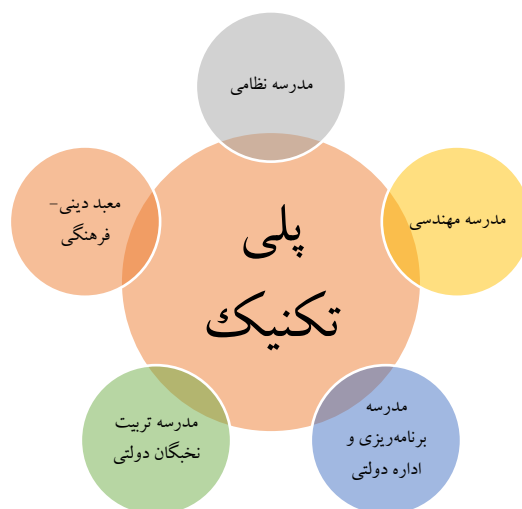 مدرسه نظامی
مدرسه مهندسی
مدرسه
برنامه‌ریزی و
اداره دولتی
مدرسه تربیت
نخبگان دولتی
معبد دینی-
فرهنگی
پلی
تکنیک